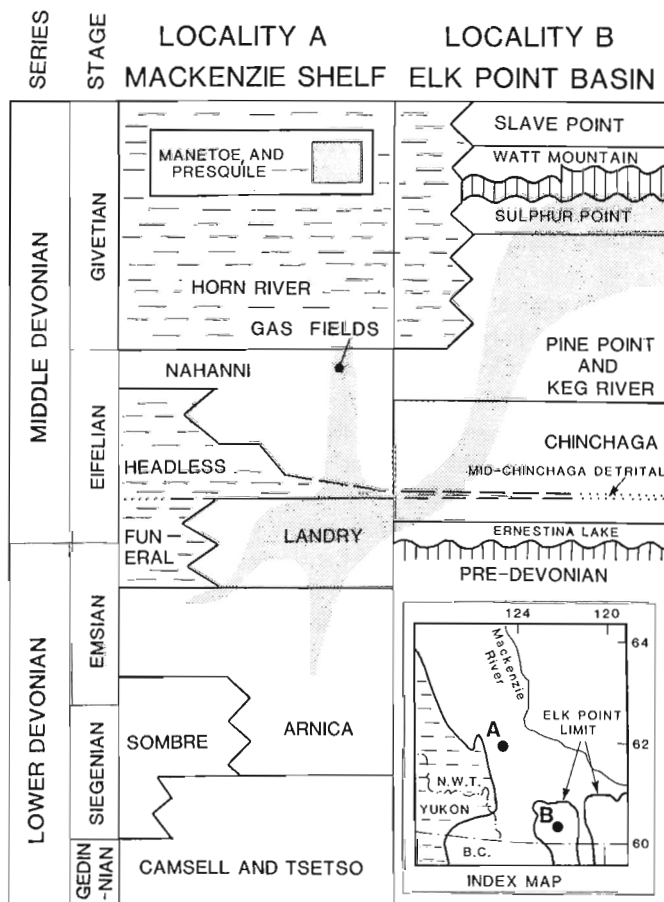 SERIES
STAGE
LOCALITY A
MACKENZIE SHELF
LOCALITY B
ELK POINT BASIN
MIDDLE DEVONIAN
LOWER DEVONIAN
GIVETIAN
EIFELIAN
EMSIAN
SIEGENIAN
GEDIN
-NIAN
MANETOE, AND
PRESQUILE
HORN RIVER
GAS FIELDS
NAHANNI
HEADLESS
FUN-
ERAL
LANDRY
SOMBRE
ARNICA
CAMSELL AND TSETSO
SLAVE POINT
WATT MOUNTAIN
SULPHUR POINT
PINE POINT
AND
KEG RIVER
CHINCHAGA
MID-CHINCHAGA DETRITAL
ERNESTINA LAKE
PRE-DEVONIAN
124 120
64
Mackenzie
River
ELK POINT
LIMIT
A
62
N.W.T.
YUKON
B
B.C.
60
INDEX MAP